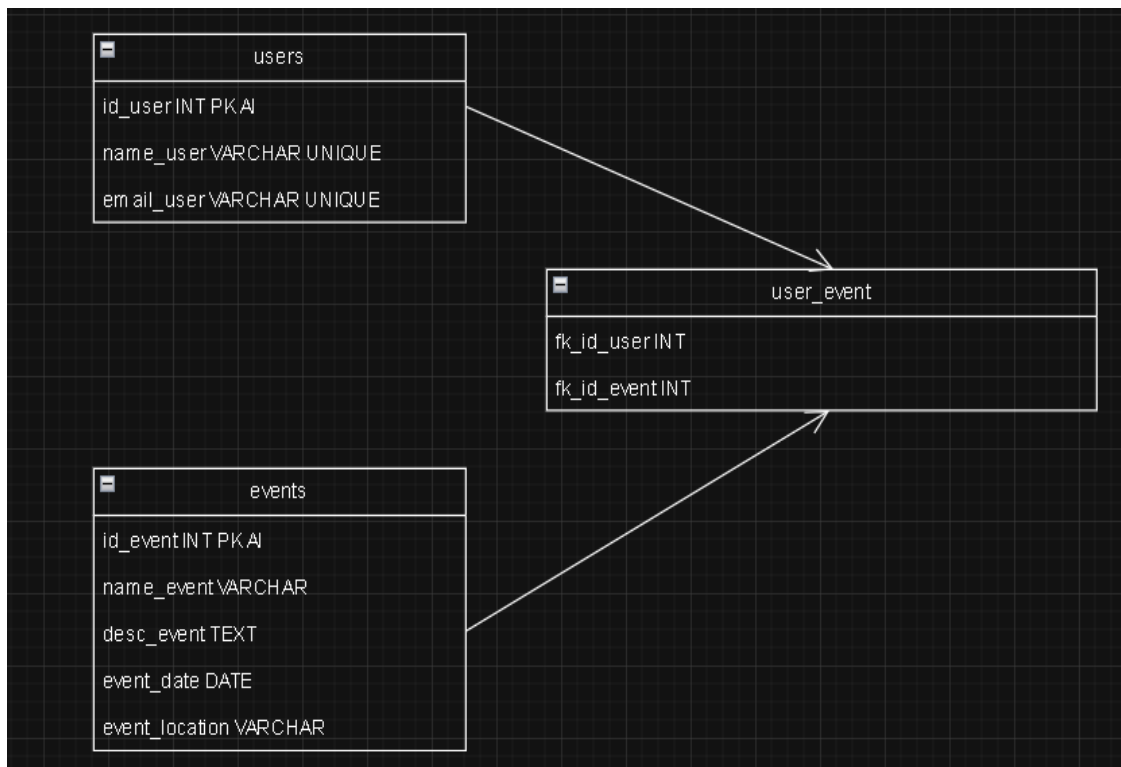 users
id_user INT PK AI
name_user VARCHAR UNIQUE
email_user VARCHAR UNIQUE
user_event
fk_id_user INT
fk_id_event INT
events
id_event INT PK AI
name_event VARCHAR
desc_event TEXT
event_date DATE
event_location VARCHAR